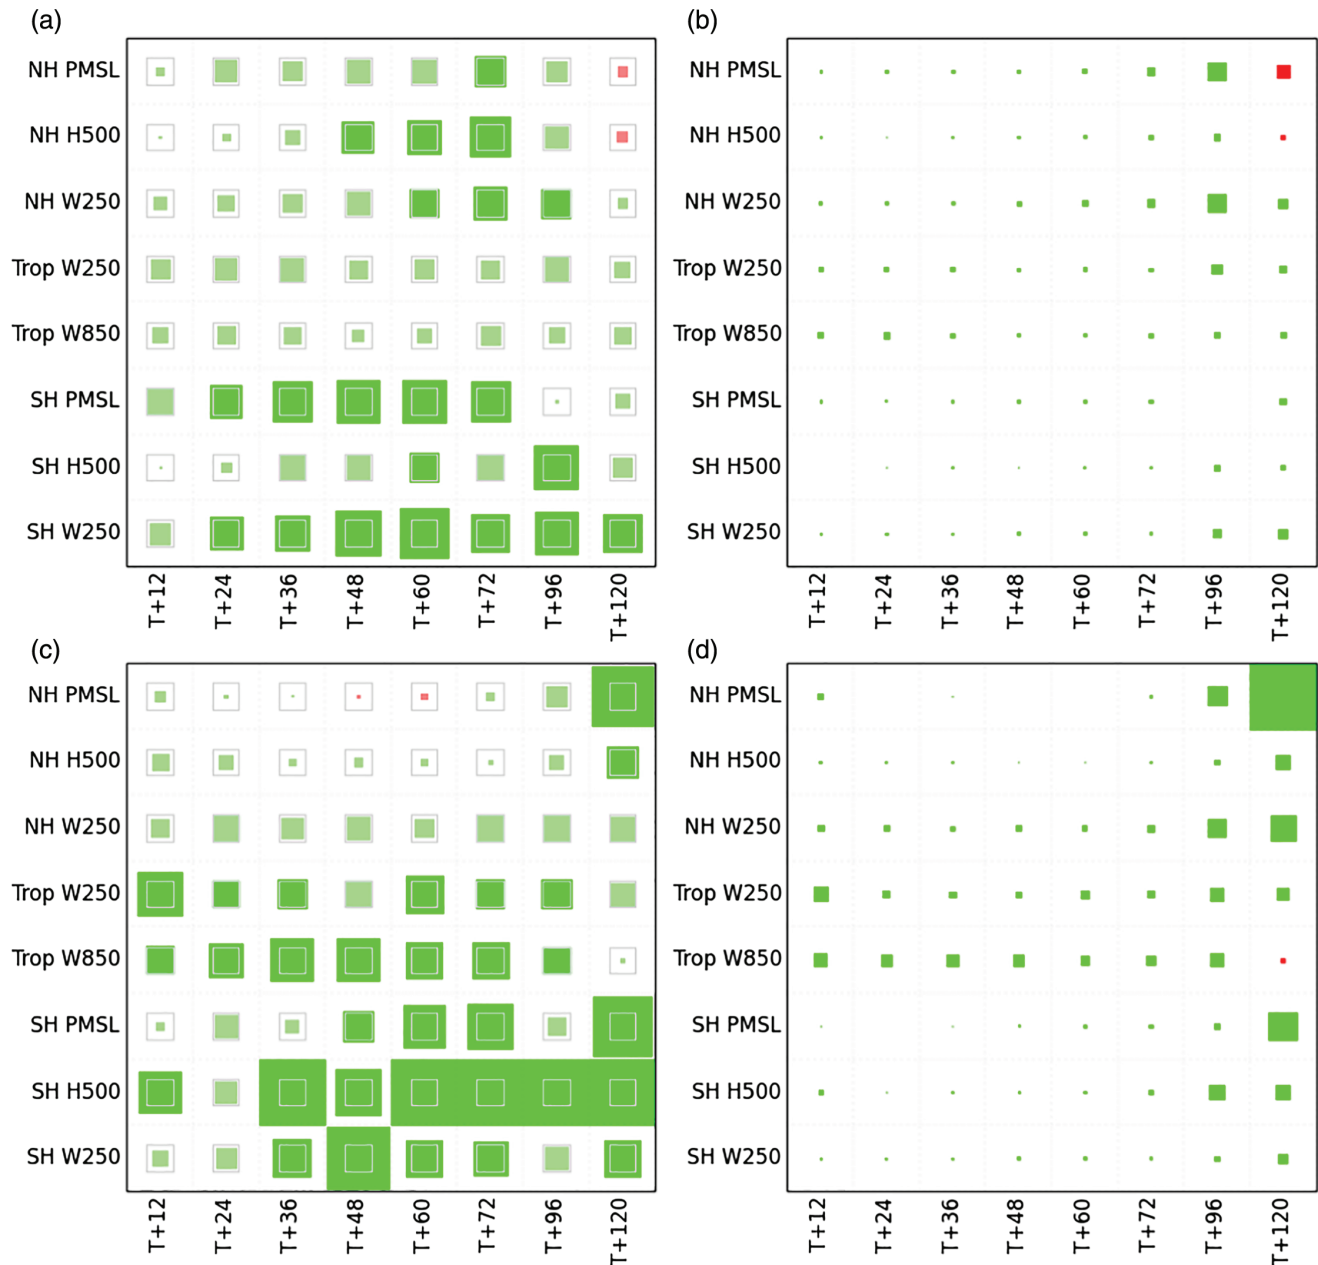 (a)
NH PMSL
NH H500
NH W250
Trop W250
Trop W850
SH PMSL
SH H500
SH W250
T+12
T+24
T+36
T+48
T+60
T+72
T+96
T+120
(b)
NH PMSL
NH H500
NH W250
Trop W250
Trop W850
SH PMSL
SH H500
SH W250
T+12
T+24
T+36
T+48
T+60
T+72
T+96
T+120
(c)
NH PMSL
NH H500
NH W250
Trop W250
Trop W850
SH PMSL
SH H500
SH W250
T+12
T+24
T+36
T+48
T+60
T+72
T+96
T+120
(d)
NH PMSL
NH H500
NH W250
Trop W250
Trop W850
SH PMSL
SH H500
SH W250
T+12
T+24
T+36
T+48
T+60
T+72
T+96
T+120